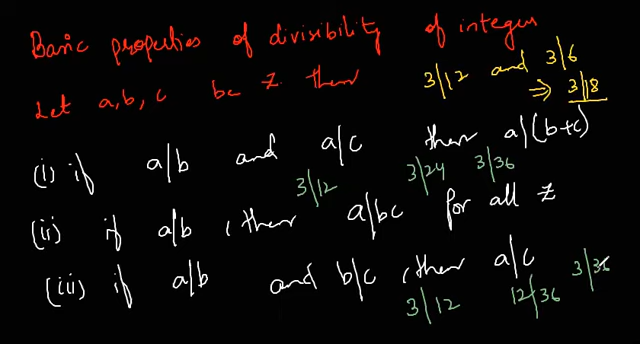 Basic properties of divisibility of integer
Let a, b, c be Z then 3|12 and 3|6
⇒ 3|18
(i) if a|b and a|c then a|(b+c)
3|12 3|24 3|36
(ii) if a|b, then a|bc for all Z
(iii) if a|b and b|c, then a|c
3|12 12|36 3|36